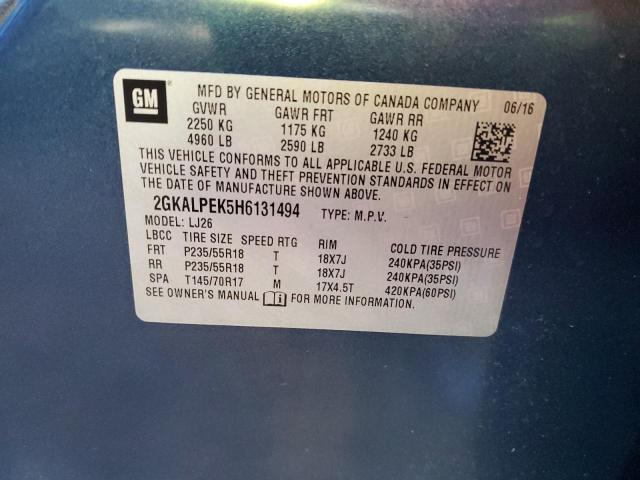 GM
MFD BY GENERAL MOTORS OF CANADA COMPANY 06/16
GVWR GAWR FRT GAWR RR
2250 KG 1175 KG 1240 KG
4960 LB 2590 LB 2733 LB
THIS VEHICLE CONFORMS TO ALL APPLICABLE U.S. FEDERAL MOTOR
VEHICLE SAFETY AND THEFT PREVENTION STANDARDS IN EFFECT ON
THE DATE OF MANUFACTURE SHOWN ABOVE.
2GKALPEK5H6131494 TYPE: M.P.V.
MODEL: LJ26
LBCC TIRE SIZE SPEED RTG RIM COLD TIRE PRESSURE
FRT P235/55R18 T 18X7J 240KPA(35PSI)
RR P235/55R18 T 18X7J 240KPA(35PSI)
SPA T145/70R17 M 17X4.5T 420KPA(60PSI)
SEE OWNER'S MANUAL FOR MORE INFORMATION.